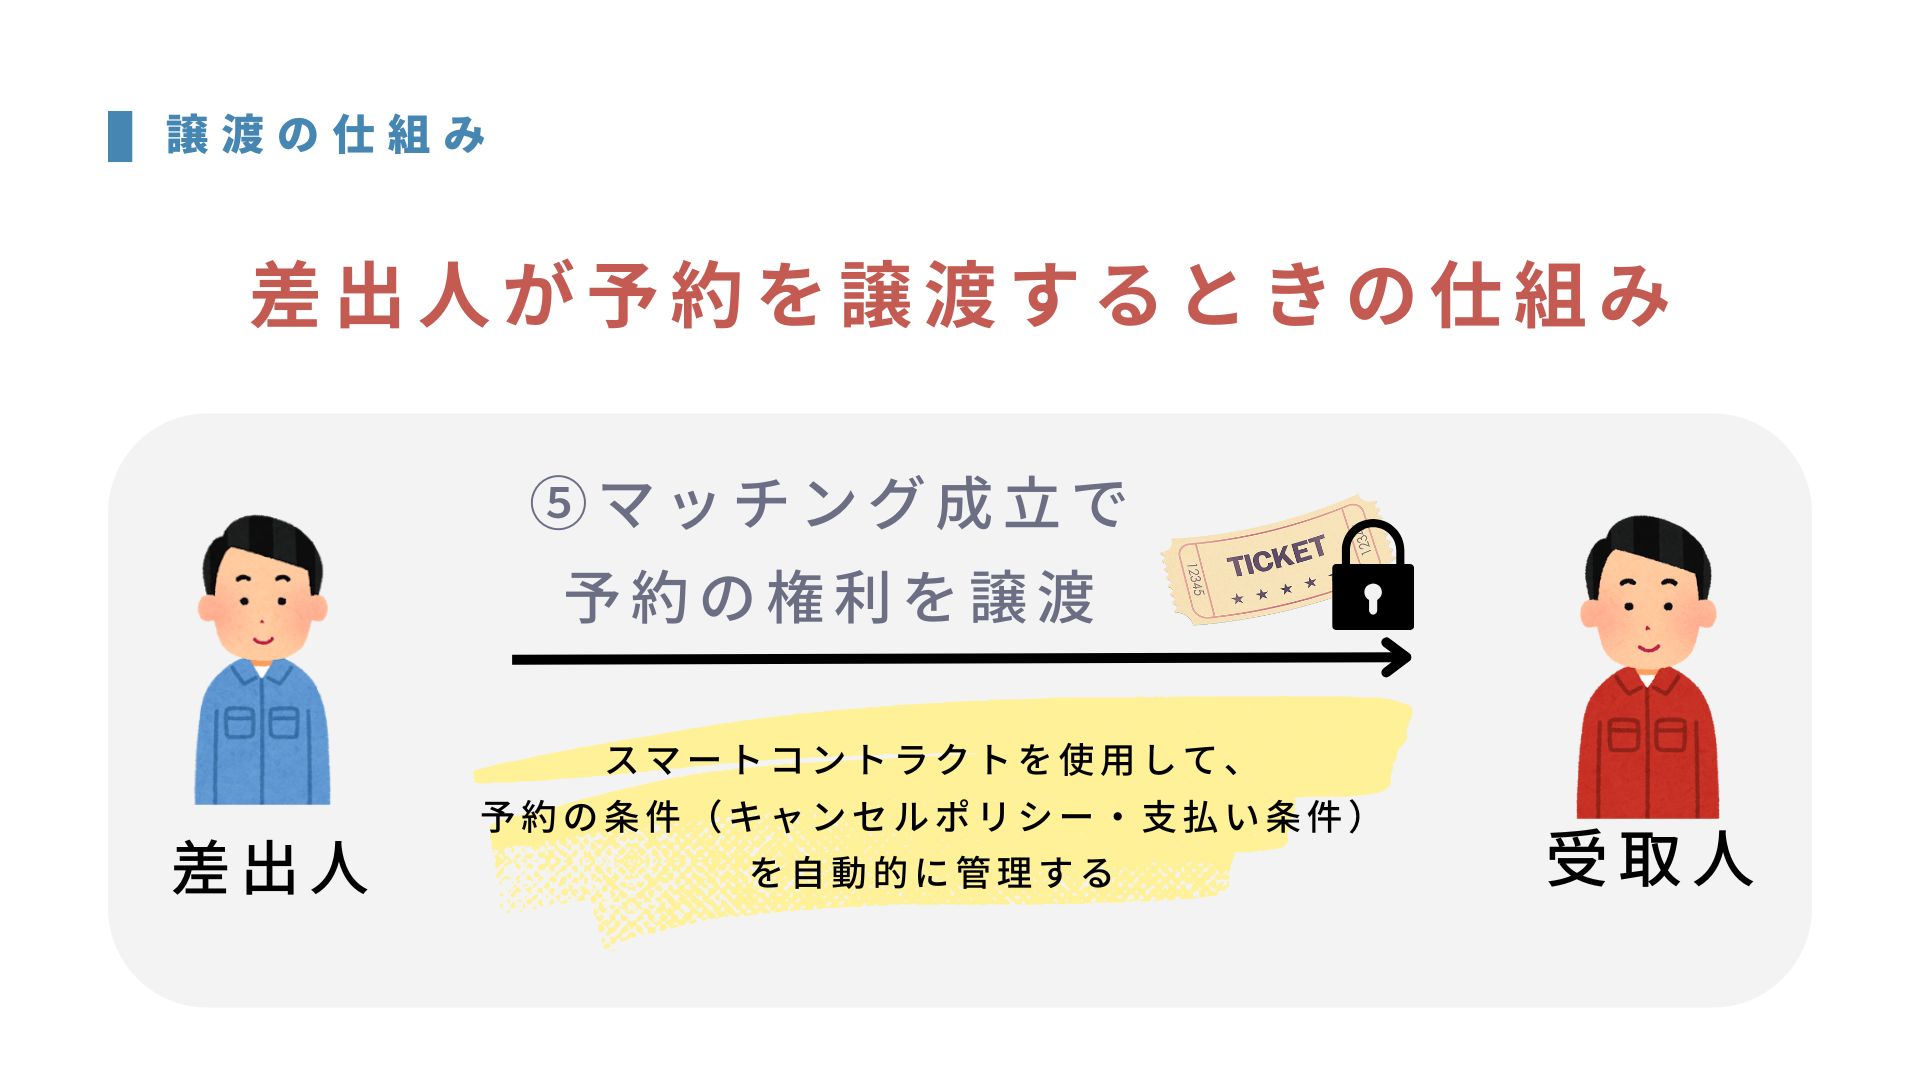 譲渡の仕組み
差出人が予約を譲渡するときの仕組み
⑤マッチング成立で
予約の権利を譲渡
12345
TICKET
★ ★ ★ ★
123
スマートコントラクトを使用して、
予約の条件（キャンセルポリシー・支払い条件）
を自動的に管理する
差出人
受取人